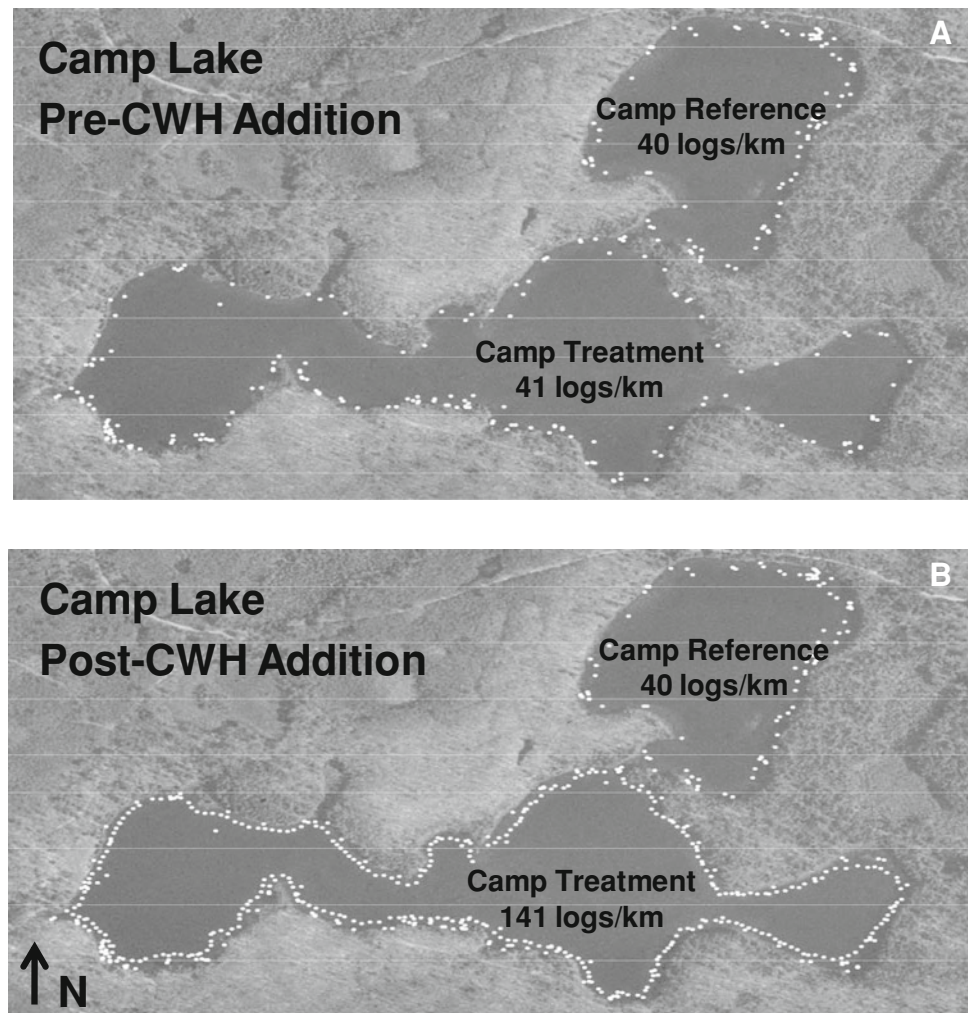 A
Camp Lake
Pre-CWH Addition
Camp Reference
40 logs/km
Camp Treatment
41 logs/km
B
Camp Lake
Post-CWH Addition
Camp Reference
40 logs/km
Camp Treatment
141 logs/km
N